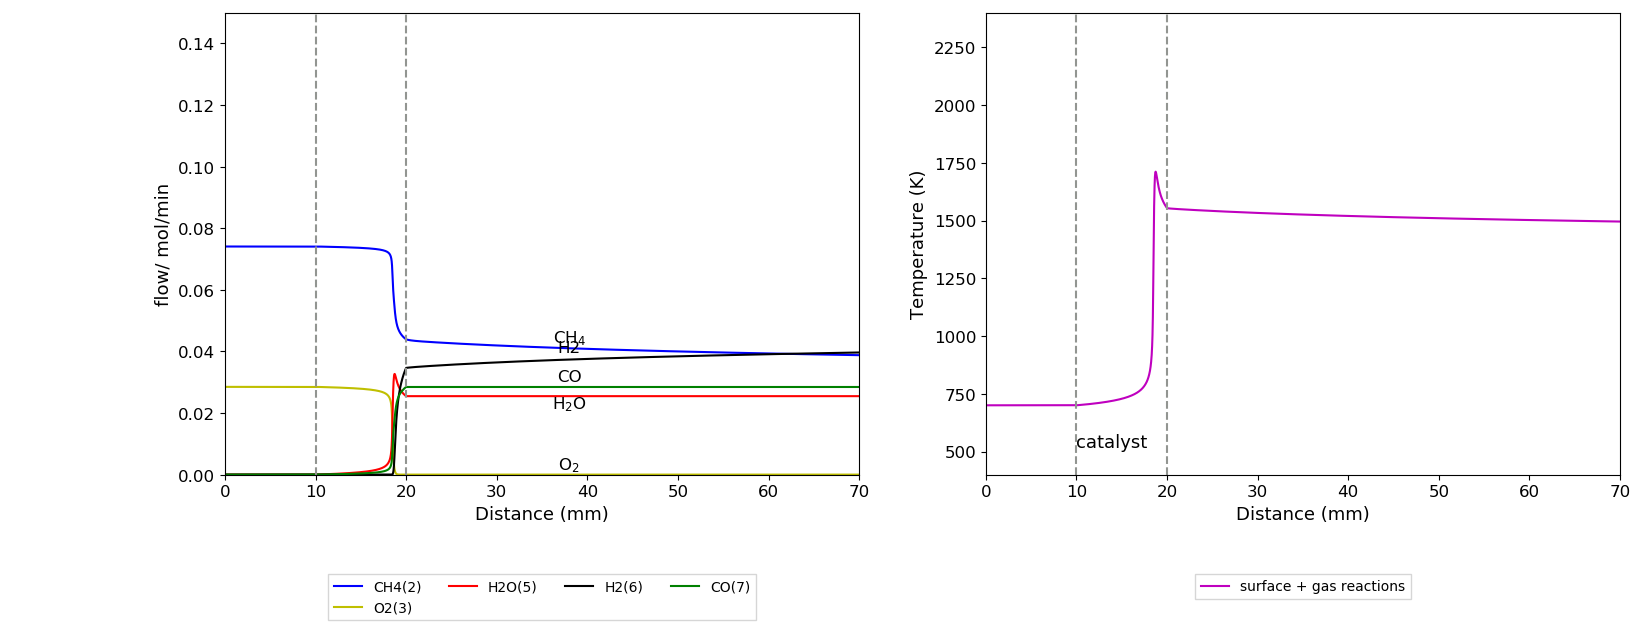 0.14
0.12
0.10
0.08
0.06
0.04
0.02
0.00
flow/ mol/min
CH₄
H2
CO
H₂O
O₂
0 10 20 30 40 50 60 70
Distance (mm)
CH4(2) H2O(5) H2(6) CO(7)
O2(3)
2250
2000
1750
1500
1250
1000
750
500
Temperature (K)
catalyst
0 10 20 30 40 50 60 70
Distance (mm)
surface + gas reactions